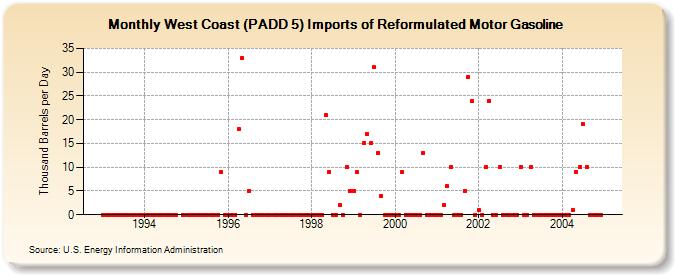 Monthly West Coast (PADD 5) Imports of Reformulated Motor Gasoline
Thousand Barrels per Day
35
30
25
20
15
10
5
0
1994 1996 1998 2000 2002 2004
Source: U.S. Energy Information Administration